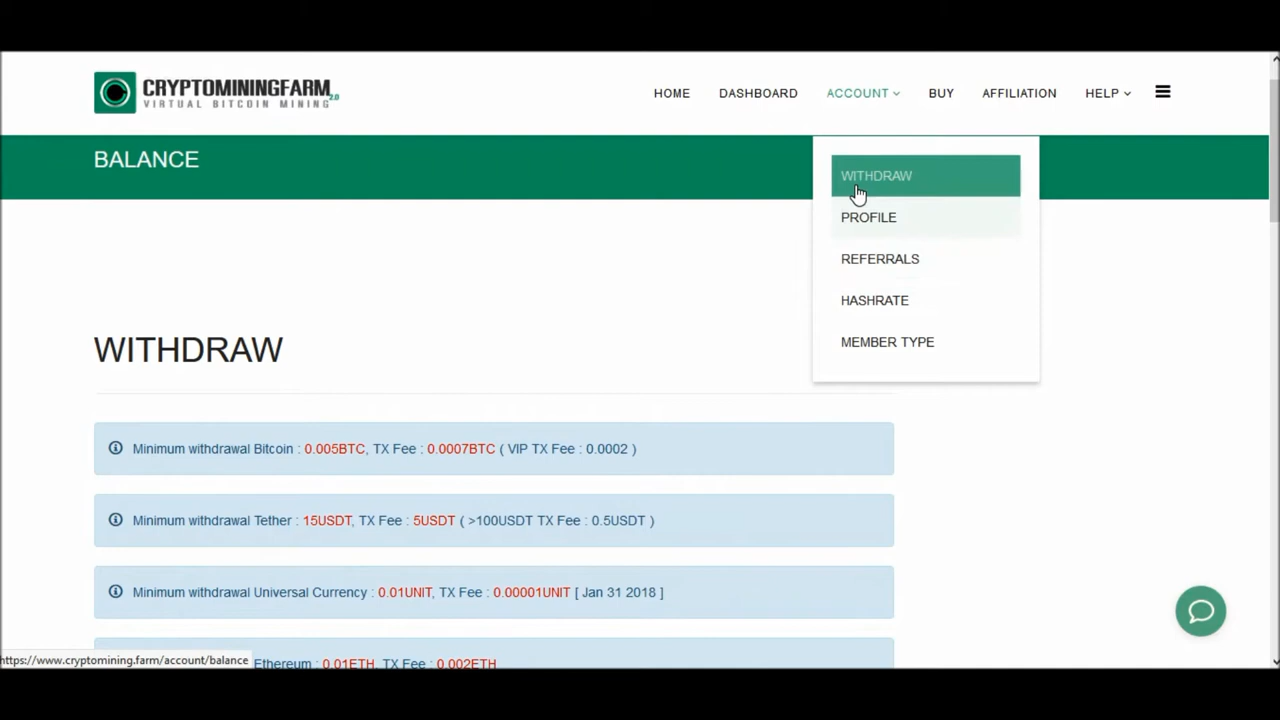 CRYPTOMININGFARM 2.0
VIRTUAL BITCOIN MINING
HOME DASHBOARD ACCOUNT BUY AFFILIATION HELP
BALANCE
WITHDRAW
PROFILE
REFERRALS
HASHRATE
MEMBER TYPE
WITHDRAW
Minimum withdrawal Bitcoin : 0.005BTC, TX Fee : 0.0007BTC ( VIP TX Fee : 0.0002 )
Minimum withdrawal Tether : 15USDT, TX Fee : 5USDT ( >100USDT TX Fee : 0.5USDT )
Minimum withdrawal Universal Currency : 0.01UNIT, TX Fee : 0.00001UNIT [ Jan 31 2018 ]
Ethereum : 0.01ETH, TX Fee : 0.002ETH
https://www.cryptomining.farm/account/balance